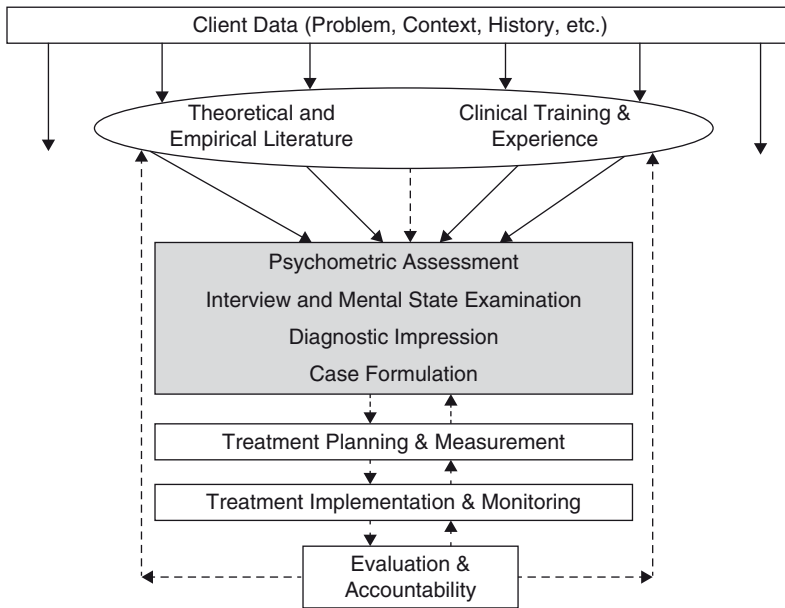 Client Data (Problem, Context, History, etc.)
Theoretical and
Empirical Literature
Clinical Training &
Experience
Psychometric Assessment
Interview and Mental State Examination
Diagnostic Impression
Case Formulation
Treatment Planning & Measurement
Treatment Implementation & Monitoring
Evaluation &
Accountability